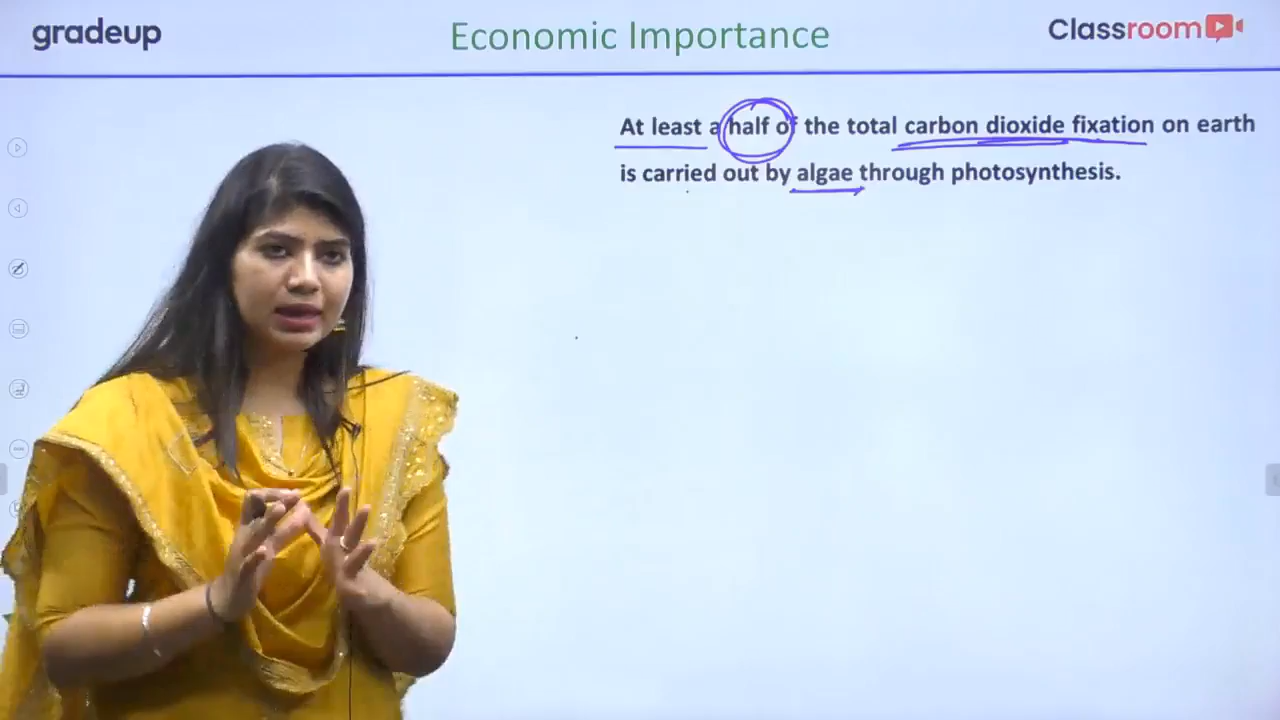 gradeup
Economic Importance
Classroom
At least a half of the total carbon dioxide fixation on earth
is carried out by algae through photosynthesis.